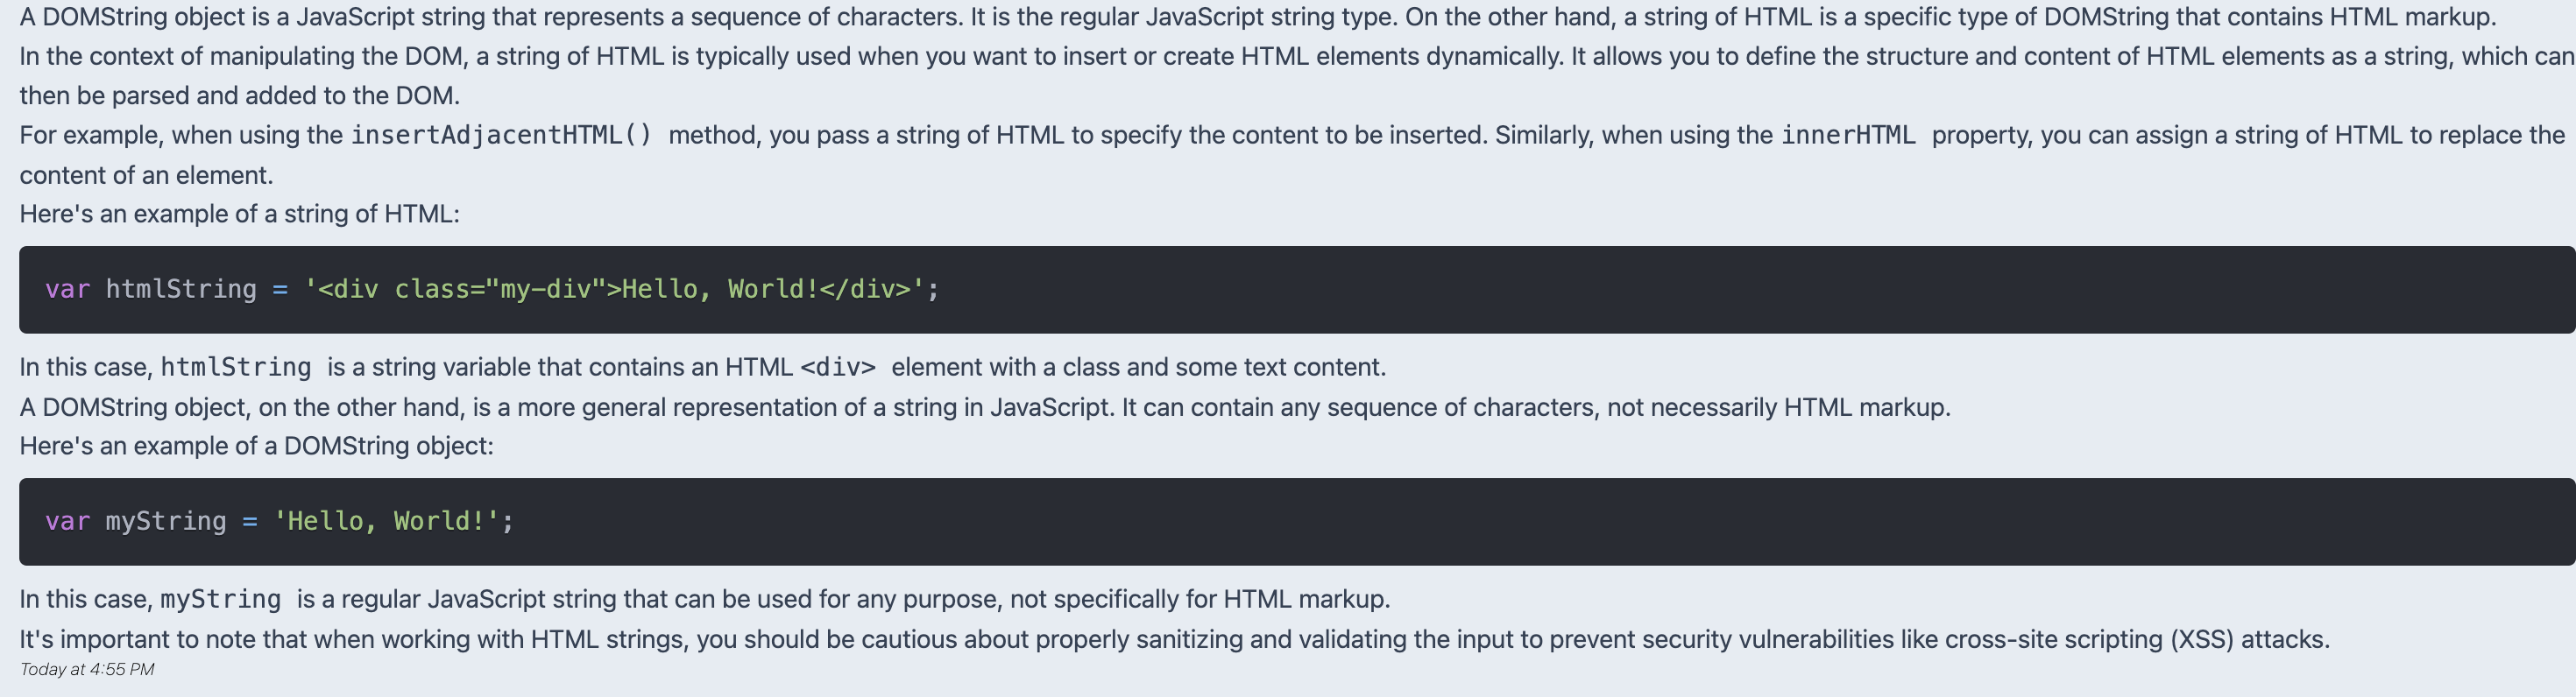 A DOMString object is a JavaScript string that represents a sequence of characters. It is the regular JavaScript string type. On the other hand, a string of HTML is a specific type of DOMString that contains HTML markup.
In the context of manipulating the DOM, a string of HTML is typically used when you want to insert or create HTML elements dynamically. It allows you to define the structure and content of HTML elements as a string, which can
then be parsed and added to the DOM.
For example, when using the insertAdjacentHTML() method, you pass a string of HTML to specify the content to be inserted. Similarly, when using the innerHTML property, you can assign a string of HTML to replace the
content of an element.
Here's an example of a string of HTML:
var htmlString = '<div class="my-div">Hello, World!</div>';
In this case, htmlString is a string variable that contains an HTML <div> element with a class and some text content.
A DOMString object, on the other hand, is a more general representation of a string in JavaScript. It can contain any sequence of characters, not necessarily HTML markup.
Here's an example of a DOMString object:
var myString = 'Hello, World!';
In this case, myString is a regular JavaScript string that can be used for any purpose, not specifically for HTML markup.
It's important to note that when working with HTML strings, you should be cautious about properly sanitizing and validating the input to prevent security vulnerabilities like cross-site scripting (XSS) attacks.
Today at 4:55 PM